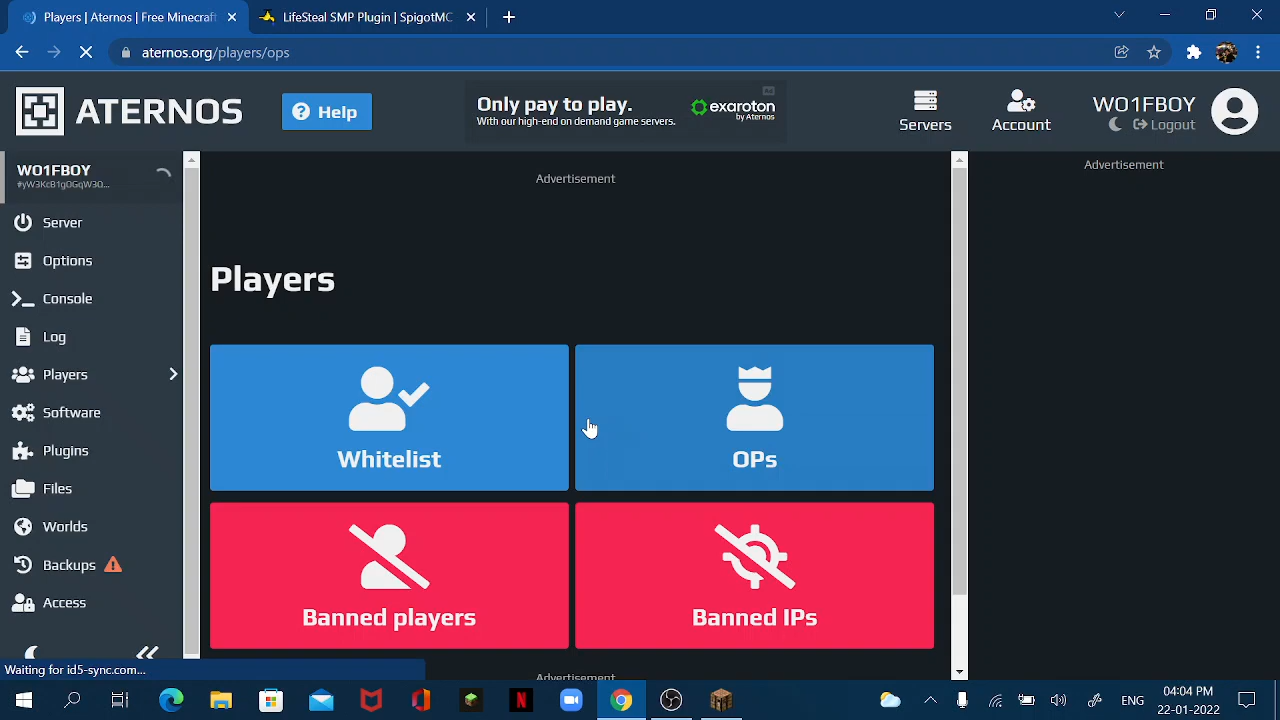 Players | Aternos | Free Minecraft
LifeSteal SMP Plugin | SpigotMC
aternos.org/players/ops
ATERNOS
Help
Only pay to play.
With our high-end on demand game servers.
Ad
exaroton
by Aternos
Servers
Account
WO1FBOY
Logout
WO1FBOY
#yW3KcB1g0GqW3O...
Server
Options
Console
Log
Players
Software
Plugins
Files
Worlds
Backups
Access
Advertisement
Players
Whitelist
OPs
Banned players
Banned IPs
Advertisement
Advertisement
Waiting for id5-sync.com...
ENG
04:04 PM
22-01-2022